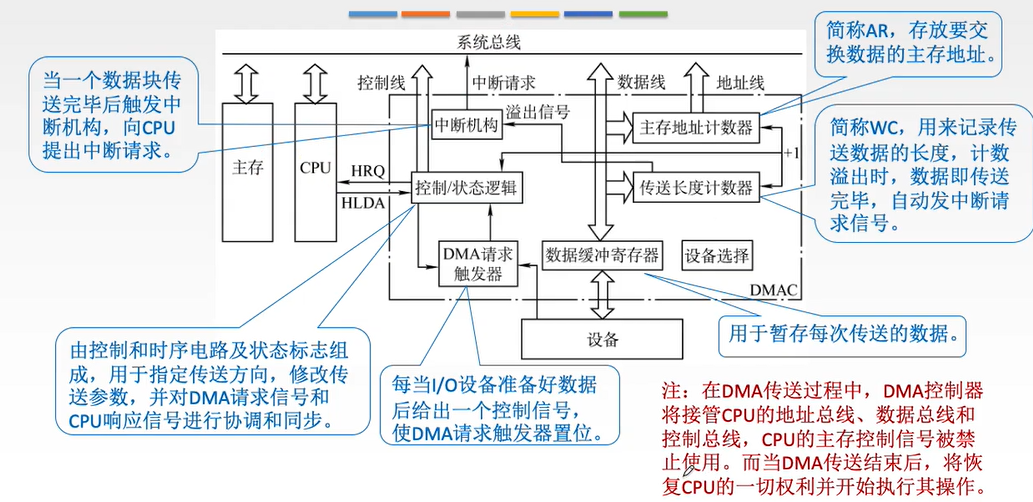 系统总线
当一个数据块传
送完毕后触发中
断机构，向CPU
提出中断请求。
控制线
中断请求
数据线
地址线
简称AR，存放要交
换数据的主存地址。
溢出信号
中断机构
主存地址计数器
+1
简称WC，用来记录传
送数据的长度，计数
溢出时，数据即传送
完毕，自动发中断请
求信号。
主存
CPU
HRQ
HLDA
控制/状态逻辑
传送长度计数器
DMA请求
触发器
数据缓冲寄存器
设备选择
DMAC
设备
用于暂存每次传送的数据。
由控制和时序电路及状态标志组
成，用于指定传送方向，修改传
送参数，并对DMA请求信号和
CPU响应信号进行协调和同步。
每当I/O设备准备好数据
后给出一个控制信号，
使DMA请求触发器置位。
注：在DMA传送过程中，DMA控制器
将接管CPU的地址总线、数据总线和
控制总线，CPU的主存控制信号被禁
止使用。而当DMA传送结束后，将恢
复CPU的一切权利并开始执行其操作。